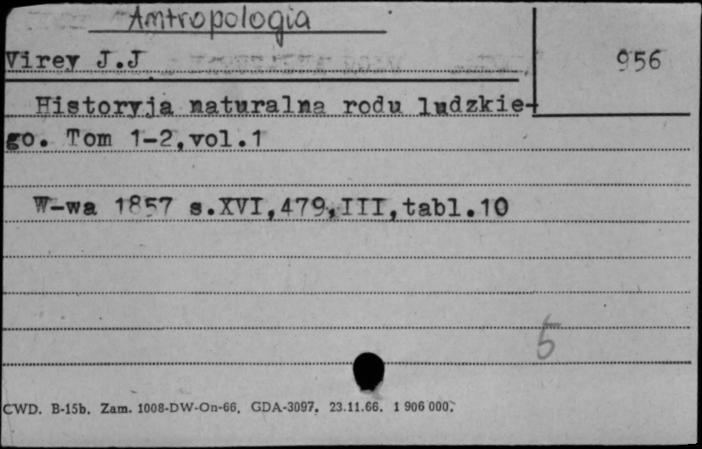 Antropologia
Virey J.J
956
Historyja naturalna rodu ludzkie-
go. Tom 1-2,vol.1
W-wa 1857 s.XVI,479,III,tabl.10
5
CWD. B-15b. Zam. 1008-DW-On-66. GDA-3097. 23.11.66. 1 906 000.